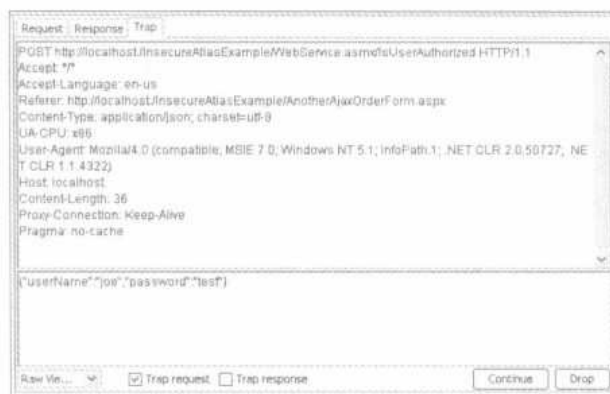 Request Response Trap
POST http://localhost/InsecureAtlasExample/WebService.asmx/IsUserAuthorized HTTP/1.1
Accept: */*
Accept-Language: en-us
Referer: http://localhost/InsecureAtlasExample/AnotherAjaxOrderForm.aspx
Content-Type: application/json; charset=utf-8
UA-CPU: x86
User-Agent: Mozilla/4.0 (compatible; MSIE 7.0; Windows NT 5.1; InfoPath.1; .NET CLR 2.0.50727; .NE
T CLR 1.1.4322)
Host: localhost
Content-Length: 36
Proxy-Connection: Keep-Alive
Pragma: no-cache
{"userName":"joe","password":"test"}
Raw Vie... Trap request Trap response Continue Drop